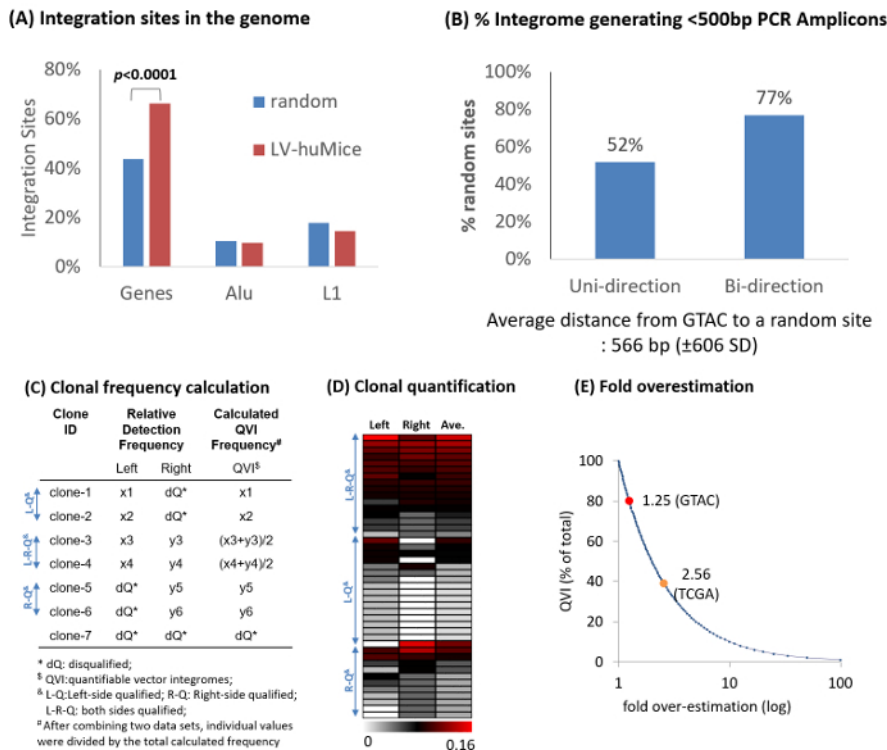 (A) Integration sites in the genome
80%
60%
40%
20%
0%
Integration Sites
p<0.0001
random
LV-huMice
Genes Alu L1
(B) % Integrome generating <500bp PCR Amplicons
100%
80%
60%
40%
20%
0%
% random sites
52%
77%
Uni-direction Bi-direction
Average distance from GTAC to a random site
: 566 bp (±606 SD)
(C) Clonal frequency calculation
Clone Relative Calculated
ID Detection QVI
Frequency Frequency#
Left Right QVI$
clone-1 x1 dQ* x1
clone-2 x2 dQ* x2
clone-3 x3 y3 (x3+y3)/2
clone-4 x4 y4 (x4+y4)/2
clone-5 dQ* y5 y5
clone-6 dQ* y6 y6
clone-7 dQ* dQ* dQ*
L-Q&
L-R-Q&
R-Q&
* dQ: disqualified;
$ QVI:quantifiable vector integromes;
& L-Q:Left-side qualified; R-Q: Right-side qualified;
L-R-Q: both sides qualified;
# After combining two data sets, individual values
were divided by the total calculated frequency
(D) Clonal quantification
Left Right Ave.
L-R-Q&
L-Q&
R-Q&
0 0.16
(E) Fold overestimation
100
80
60
40
20
0
QVI (% of total)
1.25 (GTAC)
2.56
(TCGA)
1 10 100
fold over-estimation (log)